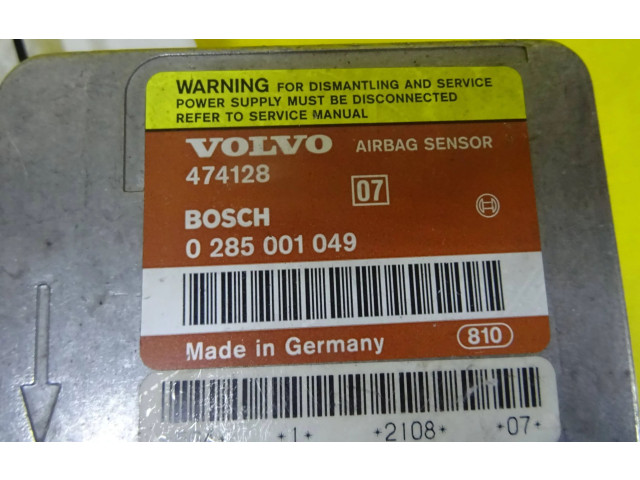 WARNING FOR DISMANTLING AND SERVICE
POWER SUPPLY MUST BE DISCONNECTED
REFER TO SERVICE MANUAL
VOLVO AIRBAG SENSOR
474128
07
BOSCH
0 285 001 049
Made in Germany 810
+1+ +2108+ +07+